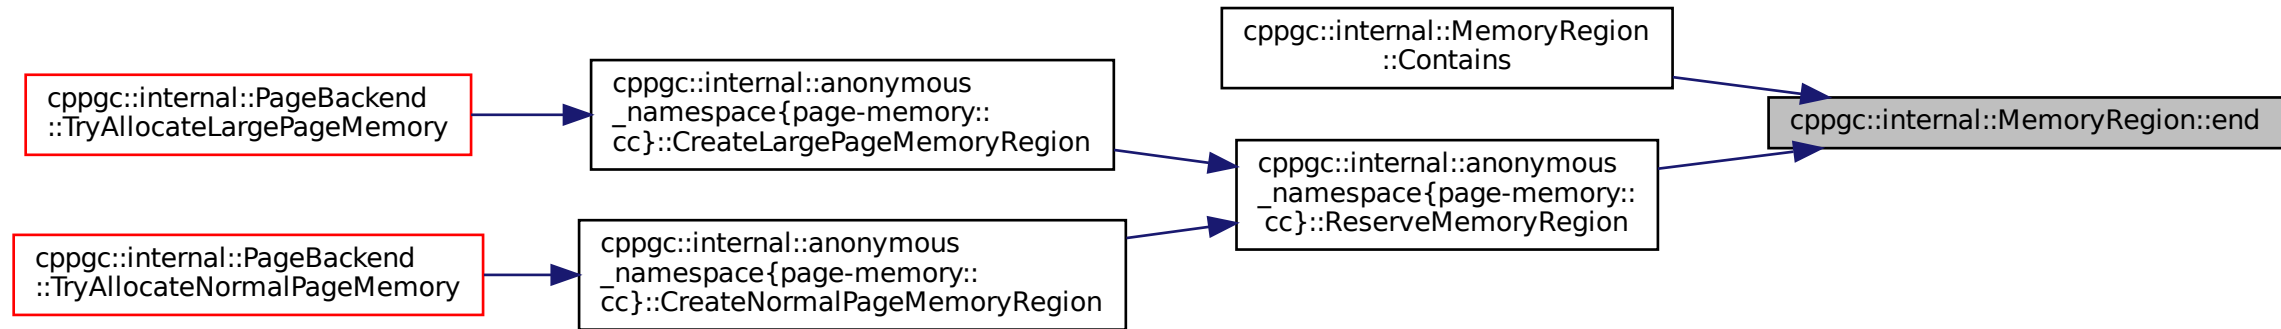 cppgc::internal::PageBackend
::TryAllocateLargePageMemory
cppgc::internal::PageBackend
::TryAllocateNormalPageMemory
cppgc::internal::anonymous
_namespace{page-memory::
cc}::CreateLargePageMemoryRegion
cppgc::internal::anonymous
_namespace{page-memory::
cc}::CreateNormalPageMemoryRegion
cppgc::internal::MemoryRegion
::Contains
cppgc::internal::anonymous
_namespace{page-memory::
cc}::ReserveMemoryRegion
cppgc::internal::MemoryRegion::end